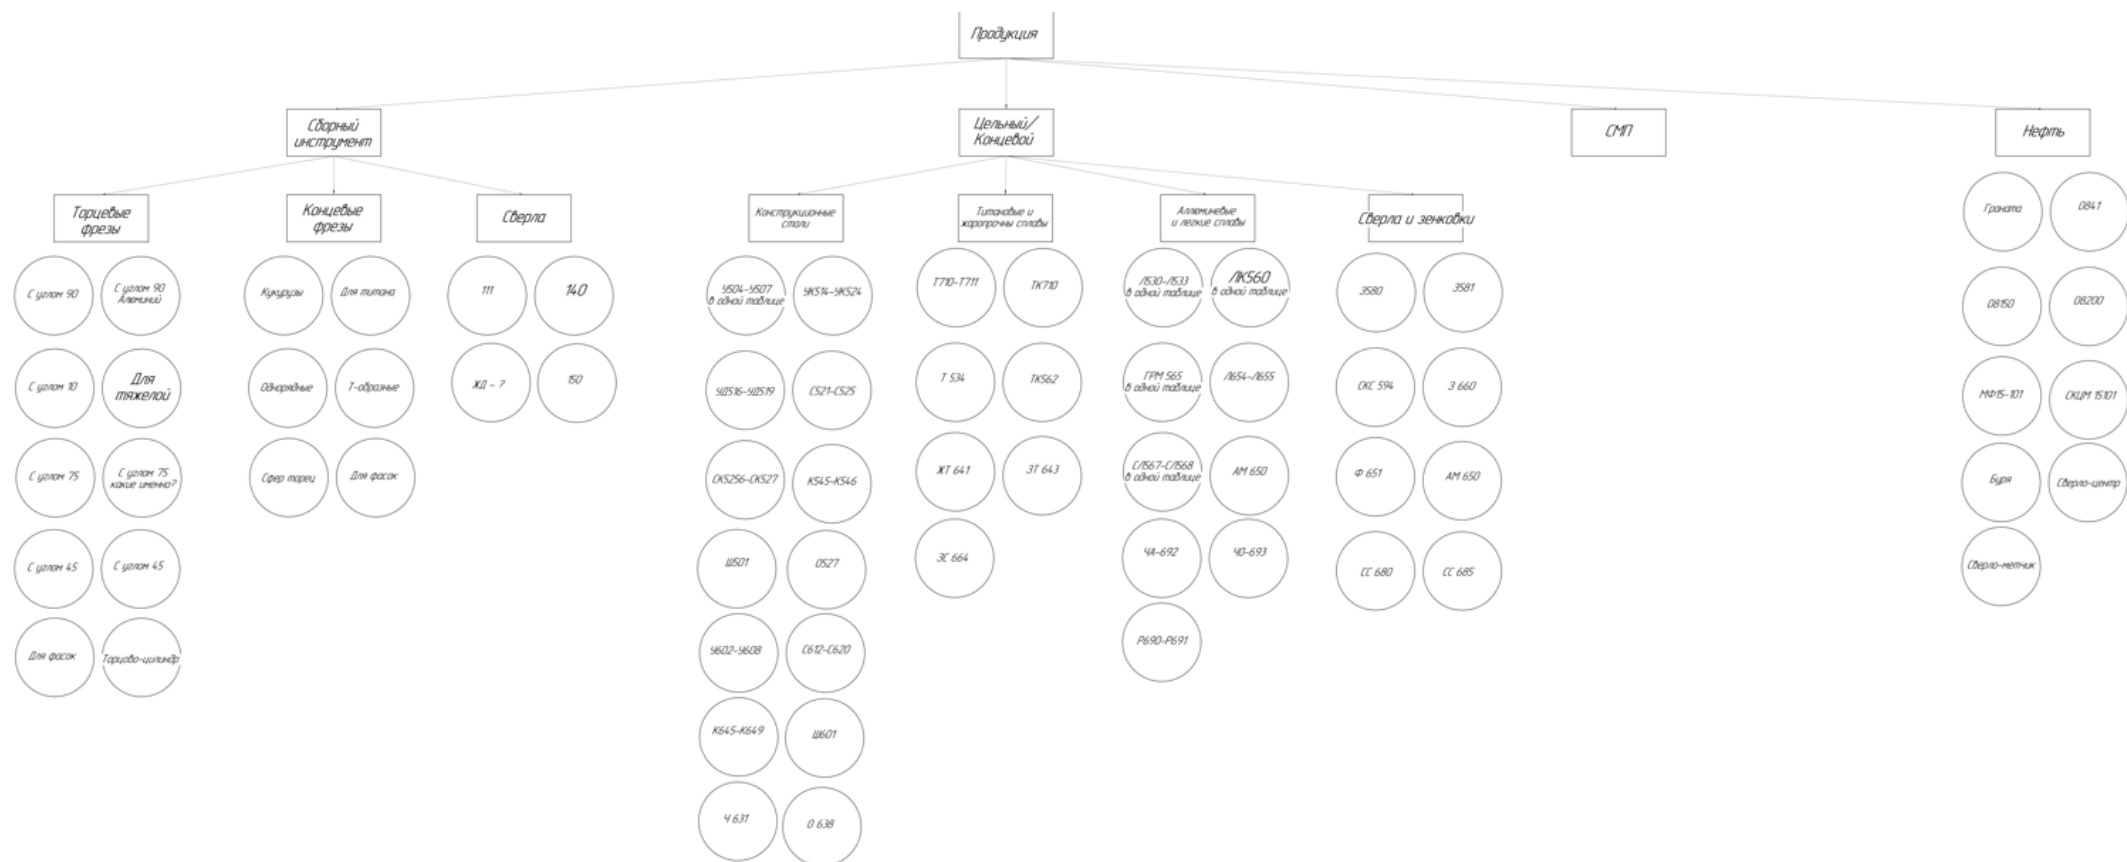 Продукция
Сборный
инструмент
Цельный/
Концевой
СМП
Нефть
Торцевые
фрезы
Концевые
фрезы
Сверла
Конструкционные
стали
Титановые и
жаропрочны сплавы
Аллюминевые
и легкие сплавы
Сверла и зенковки
С углом 90
С углом 90
Алюминий
С углом 10
Для
тяжелой
С углом 75
С углом 75
какие именно?
С углом 45
С углом 45
Для фасок
Торцово-цилиндр
Кукурузы
Для титана
Однорядные
Т-образные
Сфер торец
Для фасок
111
140
ЖД - ?
150
У504-У507
в одной таблице
УК514-УК524
УД516-УД519
С521-С525
СК5256-СК527
К545-К546
Ш501
О527
У602-У608
С612-С620
К645-К649
Ш601
Ч 631
О 638
Т710-Т711
ТК710
Т 534
ТК562
ЖТ 641
ЗТ 643
ЗС 664
Л530-Л533
в одной таблице
ЛК560
в одной таблице
ГРМ 565
в одной таблице
Л654-Л655
СЛ567-СЛ568
в одной таблице
АМ 650
ЧА-692
ЧО-693
Р690-Р691
З580
З581
СКС 594
З 660
Ф 651
АМ 650
СС 680
СС 685
Граната
0841
08150
08200
МФ15-101
СКЦМ 15101
Буря
Сверло-центр
Сверло-метчик